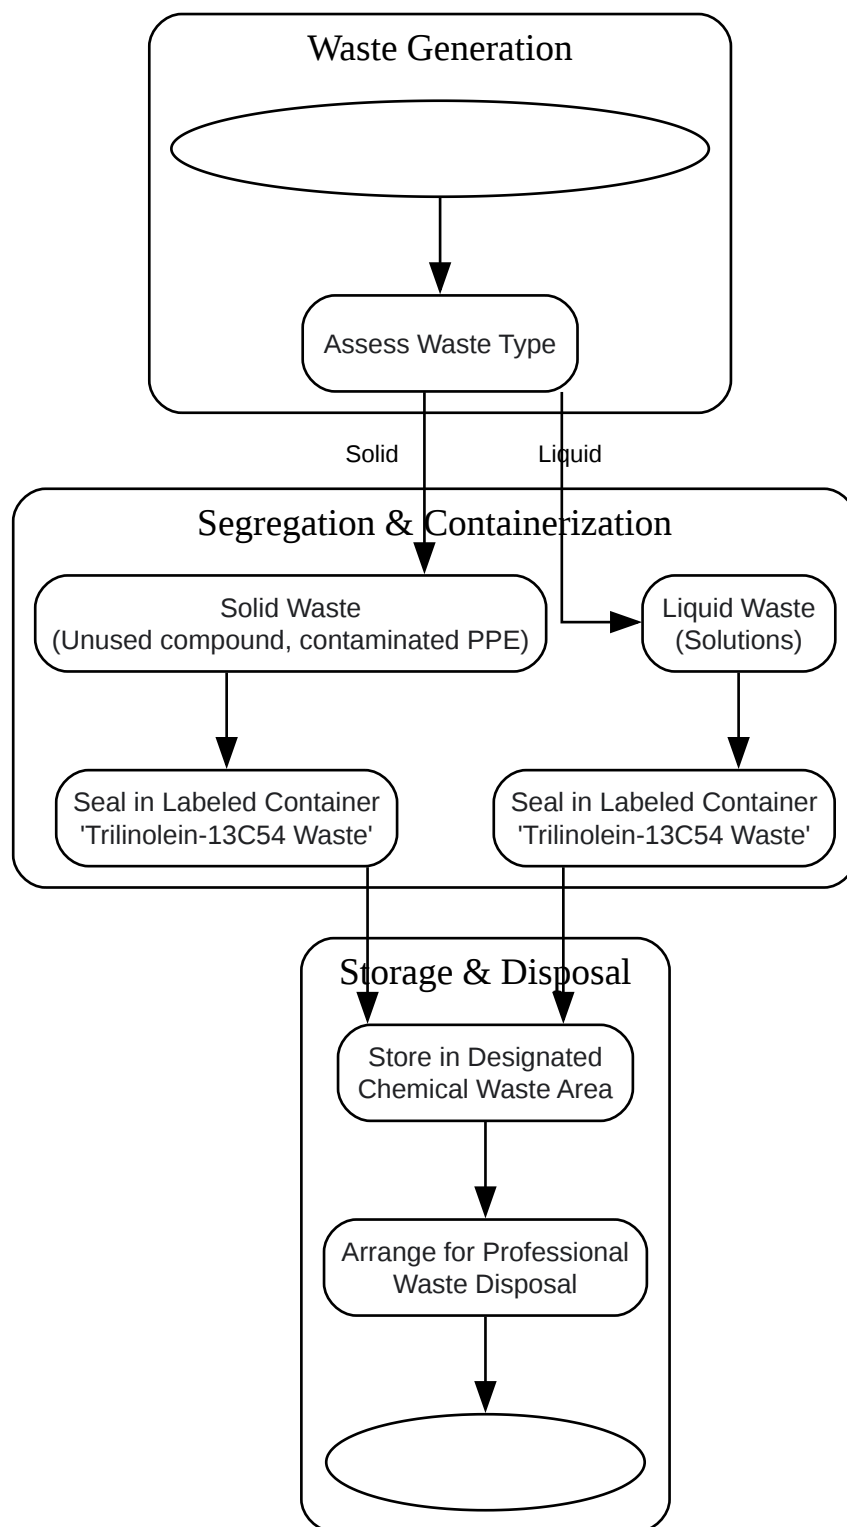 Waste Generation
Assess Waste Type
Solid
Liquid
Segregation & Containerization
Solid Waste
(Unused compound, contaminated PPE)
Liquid Waste
(Solutions)
Seal in Labeled Container
'Trilinolein-13C54 Waste'
Seal in Labeled Container
'Trilinolein-13C54 Waste'
Storage & Disposal
Store in Designated
Chemical Waste Area
Arrange for Professional
Waste Disposal